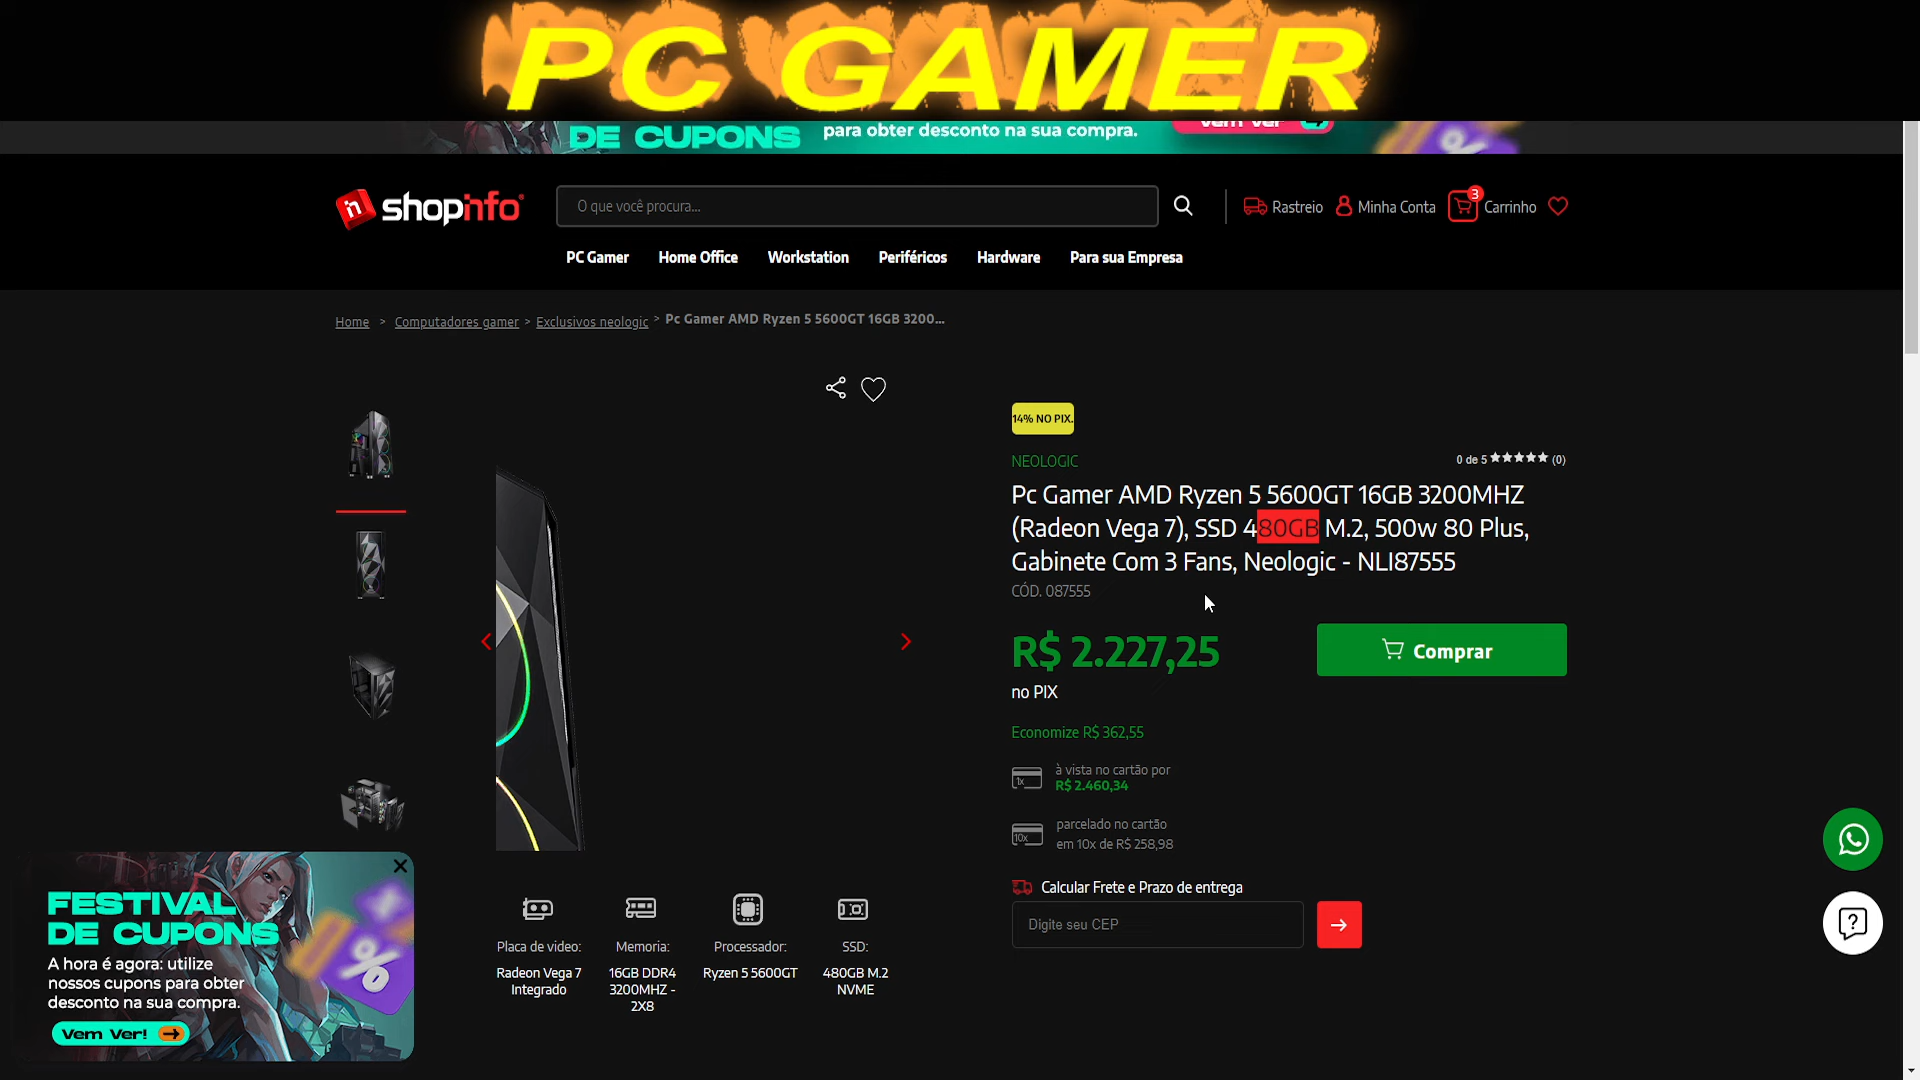 PC GAMER
DE CUPONS
para obter desconto na sua compra.
Vem Ver!
shopinfo
O que você procura...
Rastreio
Minha Conta
3
Carrinho
PC Gamer
Home Office
Workstation
Periféricos
Hardware
Para sua Empresa
Home > Computadores gamer > Exclusivos neologic > Pc Gamer AMD Ryzen 5 5600GT 16GB 3200...
14% NO PIX.
NEOLOGIC
0 de 5 ★★★★★ (0)
Pc Gamer AMD Ryzen 5 5600GT 16GB 3200MHZ
(Radeon Vega 7), SSD 480GB M.2, 500w 80 Plus,
Gabinete Com 3 Fans, Neologic - NLI87555
CÓD. 087555
R$ 2.227,25
Comprar
no PIX
Economize R$ 362,55
1x
à vista no cartão por
R$ 2.460,34
10x
parcelado no cartão
em 10x de R$ 258,98
Calcular Frete e Prazo de entrega
Digite seu CEP
Placa de video:
Radeon Vega 7
Integrado
Memoria:
16GB DDR4
3200MHZ -
2X8
Processador:
Ryzen 5 5600GT
SSD:
480GB M.2
NVME
FESTIVAL
DE CUPONS
A hora é agora: utilize
nossos cupons para obter
desconto na sua compra.
Vem Ver!
%